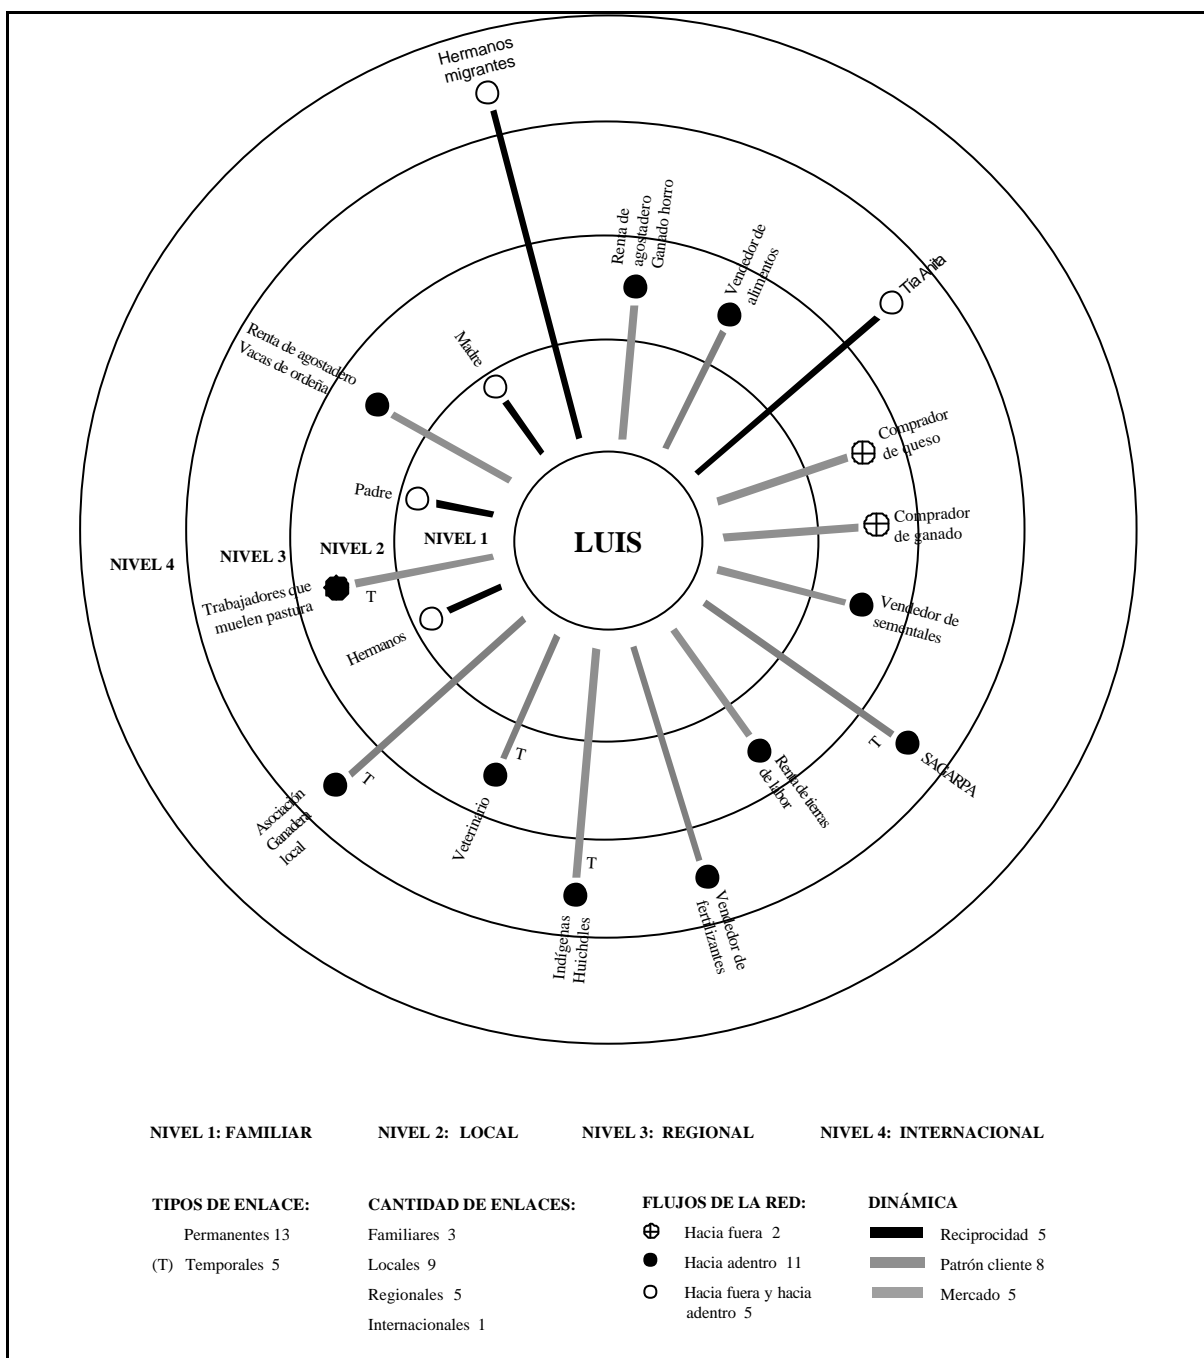 Hermanos
migrantes
Renta de
agostadero
Ganado horro
Vendedor de
alimentos
Tía Anita
Madre
Renta de agostadero
Vacas de ordeña
Comprador
de queso
Padre
Comprador
de ganado
LUIS
NIVEL 1
NIVEL 2
NIVEL 3
NIVEL 4
Trabajadores que
muelen pastura
T
Vendedor de
sementales
Hermanos
T
SAGARPA
Renta de tierras
de labor
T
Asociación
Ganadera
local
T
Veterinario
T
Indígenas
Huicholes
Vendedor de
fertilizantes
NIVEL 1: FAMILIAR NIVEL 2: LOCAL NIVEL 3: REGIONAL NIVEL 4: INTERNACIONAL
TIPOS DE ENLACE:
Permanentes 13
(T) Temporales 5
CANTIDAD DE ENLACES:
Familiares 3
Locales 9
Regionales 5
Internacionales 1
FLUJOS DE LA RED:
Hacia fuera 2
Hacia adentro 11
Hacia fuera y hacia
adentro 5
DINÁMICA
Reciprocidad 5
Patrón cliente 8
Mercado 5